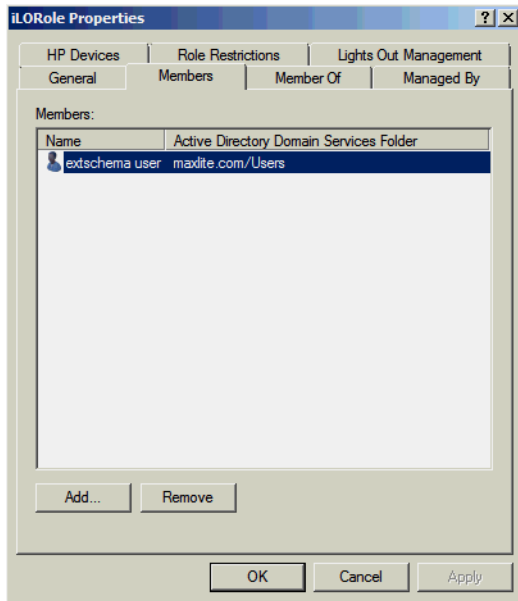 iLORole Properties
HP Devices Role Restrictions Lights Out Management
General Members Member Of Managed By
Members:
Name Active Directory Domain Services Folder
extschema user maxlite.com/Users
Add... Remove
OK Cancel Apply